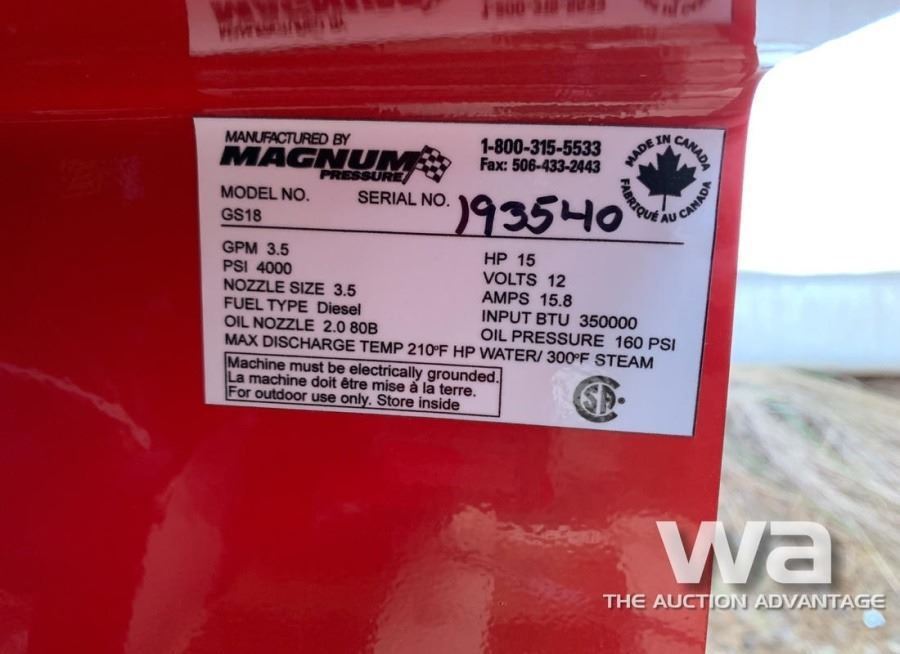 MANUFACTURED BY
MAGNUM
PRESSURE
1-800-315-5533
Fax: 506-433-2443
MADE IN CANADA
FABRIQUÉ AU CANADA
MODEL NO. SERIAL NO. 193540
GS18
GPM 3.5
PSI 4000
NOZZLE SIZE 3.5
FUEL TYPE Diesel
OIL NOZZLE 2.0 80B
HP 15
VOLTS 12
AMPS 15.8
INPUT BTU 350000
OIL PRESSURE 160 PSI
MAX DISCHARGE TEMP 210°F HP WATER/ 300°F STEAM
Machine must be electrically grounded.
La machine doit être mise à la terre.
For outdoor use only. Store inside
CSA
wa
THE AUCTION ADVANTAGE